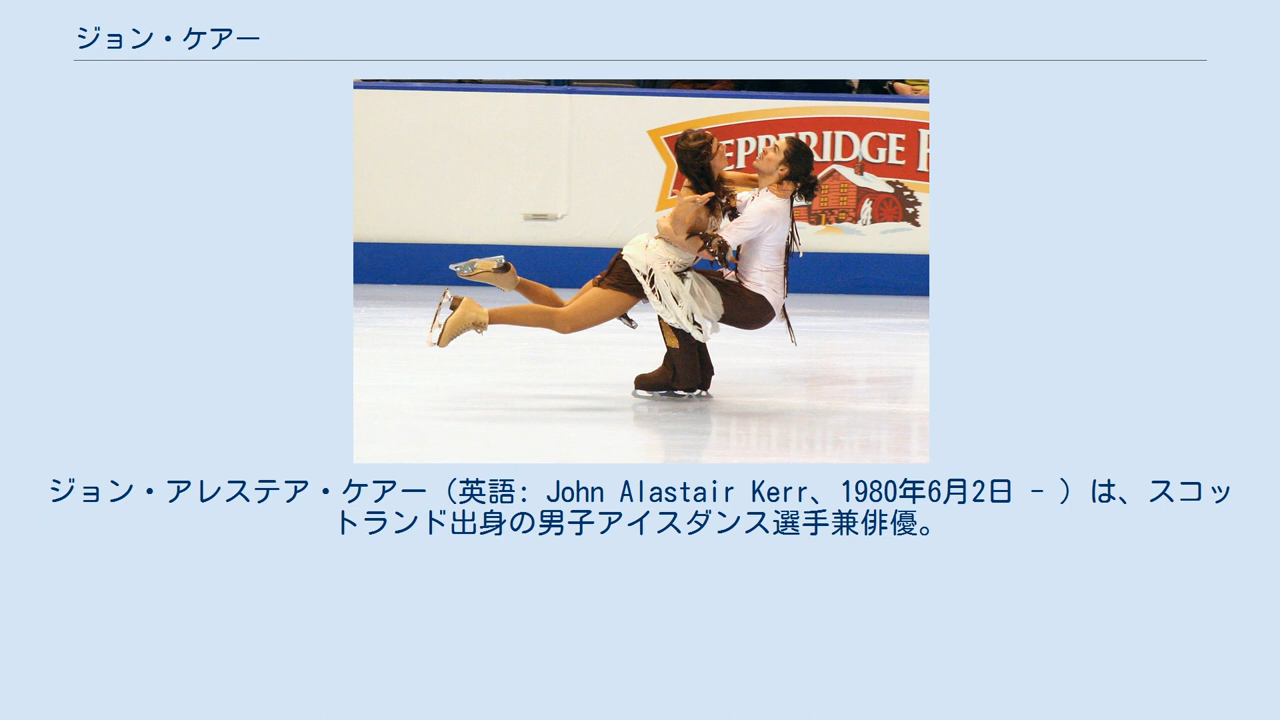 ジョン・ケアー
EPPERIDGE F
ジョン・アレステア・ケアー（英語: John Alastair Kerr、1980年6月2日 - ）は、スコッ
トランド出身の男子アイスダンス選手兼俳優。